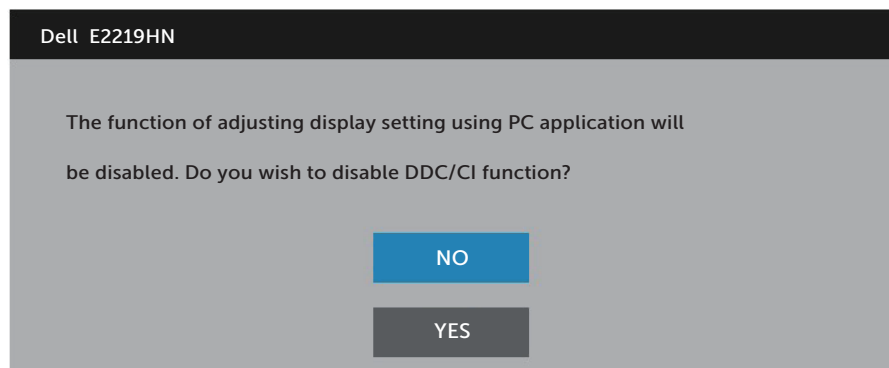 Dell E2219HN
The function of adjusting display setting using PC application will
be disabled. Do you wish to disable DDC/CI function?
NO
YES